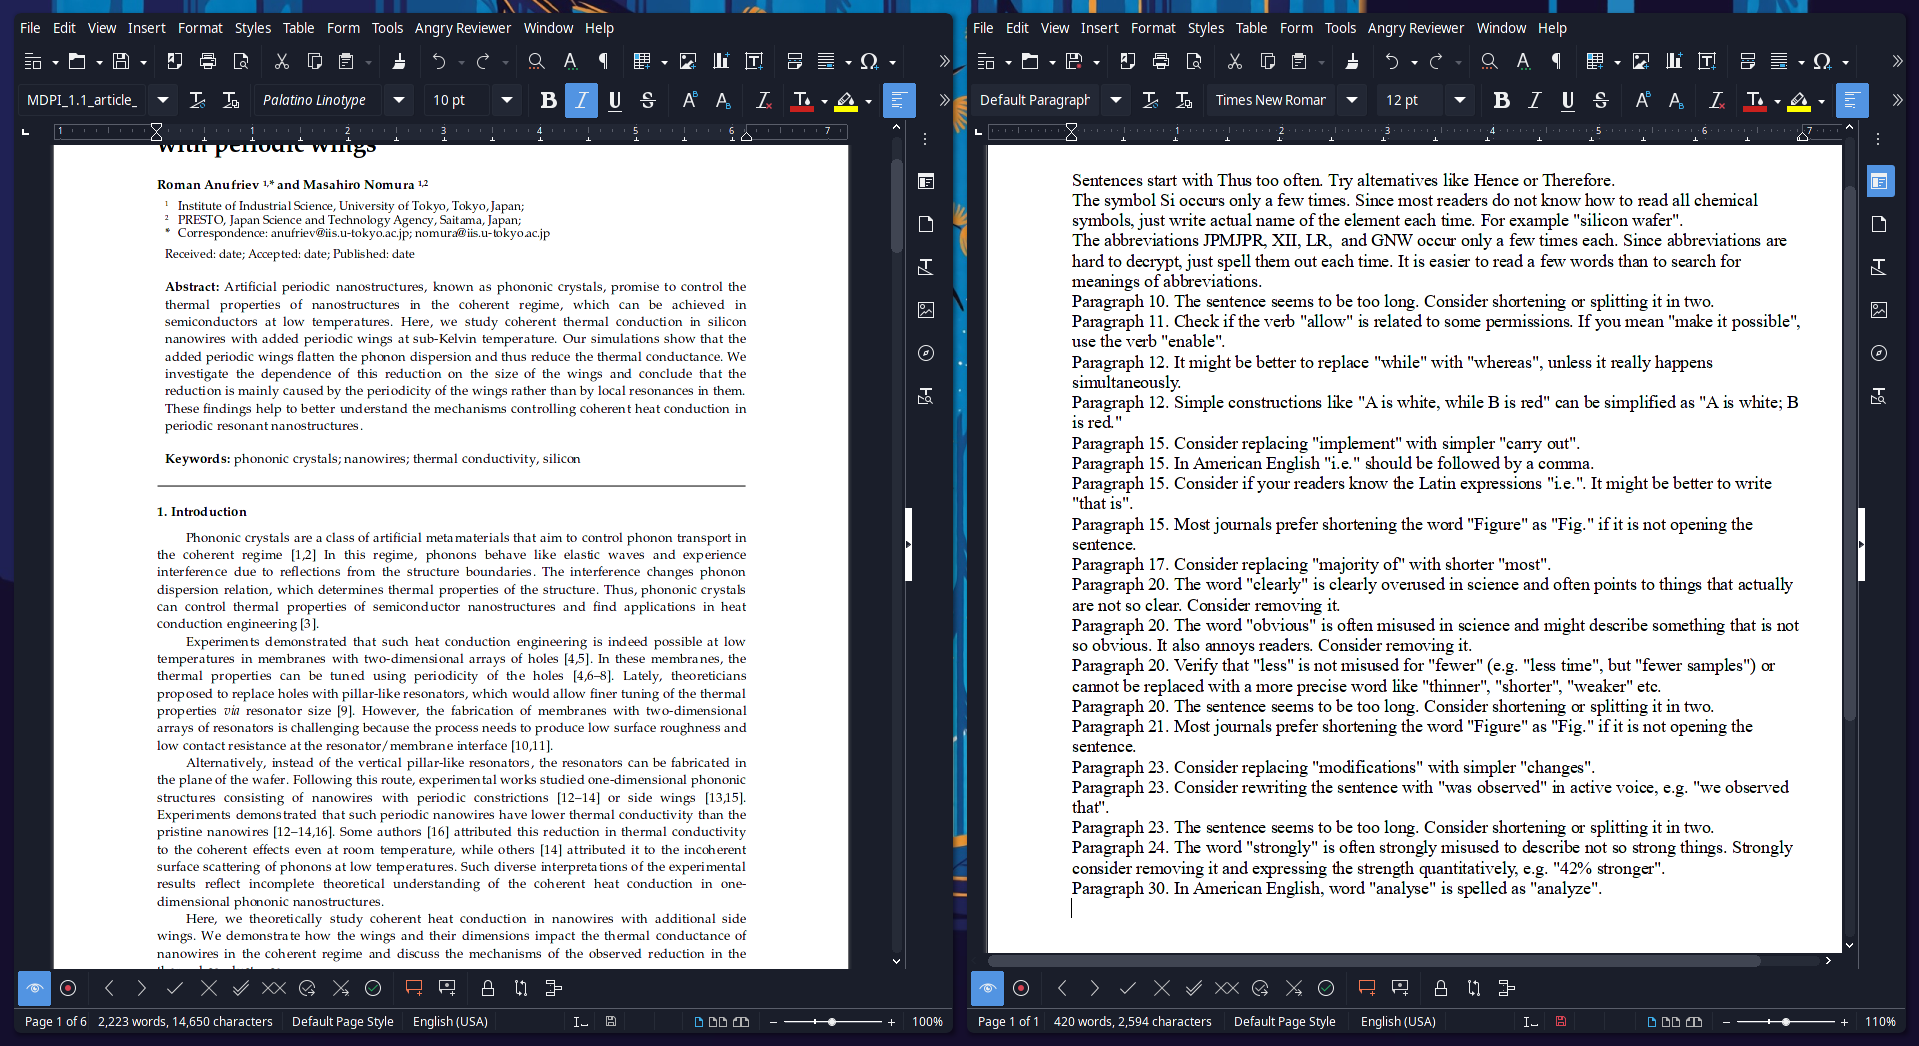 File Edit View Insert Format Styles Table Form Tools Angry Reviewer Window Help
MDPI_1.1_article_ Palatino Linotype 10 pt
1 1 2 3 4 5 6 7
with periodic wings
Roman Anufriev 1,* and Masahiro Nomura 1,2
1 Institute of Industrial Science, University of Tokyo, Tokyo, Japan;
2 PRESTO, Japan Science and Technology Agency, Saitama, Japan;
* Correspondence: anufriev@iis.u-tokyo.ac.jp; nomura@iis.u-tokyo.ac.jp
Received: date; Accepted: date; Published: date
Abstract: Artificial periodic nanostructures, known as phononic crystals, promise to control the
thermal properties of nanostructures in the coherent regime, which can be achieved in
semiconductors at low temperatures. Here, we study coherent thermal conduction in silicon
nanowires with added periodic wings at sub-Kelvin temperature. Our simulations show that the
added periodic wings flatten the phonon dispersion and thus reduce the thermal conductance. We
investigate the dependence of this reduction on the size of the wings and conclude that the
reduction is mainly caused by the periodicity of the wings rather than by local resonances in them.
These findings help to better understand the mechanisms controlling coherent heat conduction in
periodic resonant nanostructures.
Keywords: phononic crystals; nanowires; thermal conductivity, silicon
1. Introduction
Phononic crystals are a class of artificial metamaterials that aim to control phonon transport in
the coherent regime [1,2] In this regime, phonons behave like elastic waves and experience
interference due to reflections from the structure boundaries. The interference changes phonon
dispersion relation, which determines thermal properties of the structure. Thus, phononic crystals
can control thermal properties of semiconductor nanostructures and find applications in heat
conduction engineering [3].
Experiments demonstrated that such heat conduction engineering is indeed possible at low
temperatures in membranes with two-dimensional arrays of holes [4,5]. In these membranes, the
thermal properties can be tuned using periodicity of the holes [4,6–8]. Lately, theoreticians
proposed to replace holes with pillar-like resonators, which would allow finer tuning of the thermal
properties via resonator size [9]. However, the fabrication of membranes with two-dimensional
arrays of resonators is challenging because the process needs to produce low surface roughness and
low contact resistance at the resonator/membrane interface [10,11].
Alternatively, instead of the vertical pillar-like resonators, the resonators can be fabricated in
the plane of the wafer. Following this route, experimental works studied one-dimensional phononic
structures consisting of nanowires with periodic constrictions [12–14] or side wings [13,15].
Experiments demonstrated that such periodic nanowires have lower thermal conductivity than the
pristine nanowires [12–14,16]. Some authors [16] attributed this reduction in thermal conductivity
to the coherent effects even at room temperature, while others [14] attributed it to the incoherent
surface scattering of phonons at low temperatures. Such diverse interpretations of the experimental
results reflect incomplete theoretical understanding of the coherent heat conduction in one-
dimensional phononic nanostructures.
Here, we theoretically study coherent heat conduction in nanowires with additional side
wings. We demonstrate how the wings and their dimensions impact the thermal conductance of
nanowires in the coherent regime and discuss the mechanisms of the observed reduction in the
Page 1 of 6 2,223 words, 14,650 characters Default Page Style English (USA) 100%
File Edit View Insert Format Styles Table Form Tools Angry Reviewer Window Help
Default Paragraph Times New Roman 12 pt
1 2 3 4 5 6 7
Sentences start with Thus too often. Try alternatives like Hence or Therefore.
The symbol Si occurs only a few times. Since most readers do not know how to read all chemical
symbols, just write actual name of the element each time. For example "silicon wafer".
The abbreviations JPMJPR, XII, LR,  and GNW occur only a few times each. Since abbreviations are
hard to decrypt, just spell them out each time. It is easier to read a few words than to search for
meanings of abbreviations.
Paragraph 10. The sentence seems to be too long. Consider shortening or splitting it in two.
Paragraph 11. Check if the verb "allow" is related to some permissions. If you mean "make it possible",
use the verb "enable".
Paragraph 12. It might be better to replace "while" with "whereas", unless it really happens
simultaneously.
Paragraph 12. Simple constructions like "A is white, while B is red" can be simplified as "A is white; B
is red."
Paragraph 15. Consider replacing "implement" with simpler "carry out".
Paragraph 15. In American English "i.e." should be followed by a comma.
Paragraph 15. Consider if your readers know the Latin expressions "i.e.". It might be better to write
"that is".
Paragraph 15. Most journals prefer shortening the word "Figure" as "Fig." if it is not opening the
sentence.
Paragraph 17. Consider replacing "majority of" with shorter "most".
Paragraph 20. The word "clearly" is clearly overused in science and often points to things that actually
are not so clear. Consider removing it.
Paragraph 20. The word "obvious" is often misused in science and might describe something that is not
so obvious. It also annoys readers. Consider removing it.
Paragraph 20. Verify that "less" is not misused for "fewer" (e.g. "less time", but "fewer samples") or
cannot be replaced with a more precise word like "thinner", "shorter", "weaker" etc.
Paragraph 20. The sentence seems to be too long. Consider shortening or splitting it in two.
Paragraph 21. Most journals prefer shortening the word "Figure" as "Fig." if it is not opening the
sentence.
Paragraph 23. Consider replacing "modifications" with simpler "changes".
Paragraph 23. Consider rewriting the sentence with "was observed" in active voice, e.g. "we observed
that".
Paragraph 23. The sentence seems to be too long. Consider shortening or splitting it in two.
Paragraph 24. The word "strongly" is often strongly misused to describe not so strong things. Strongly
consider removing it and expressing the strength quantitatively, e.g. "42% stronger".
Paragraph 30. In American English, word "analyse" is spelled as "analyze".
Page 1 of 1 420 words, 2,594 characters Default Page Style English (USA) 110%